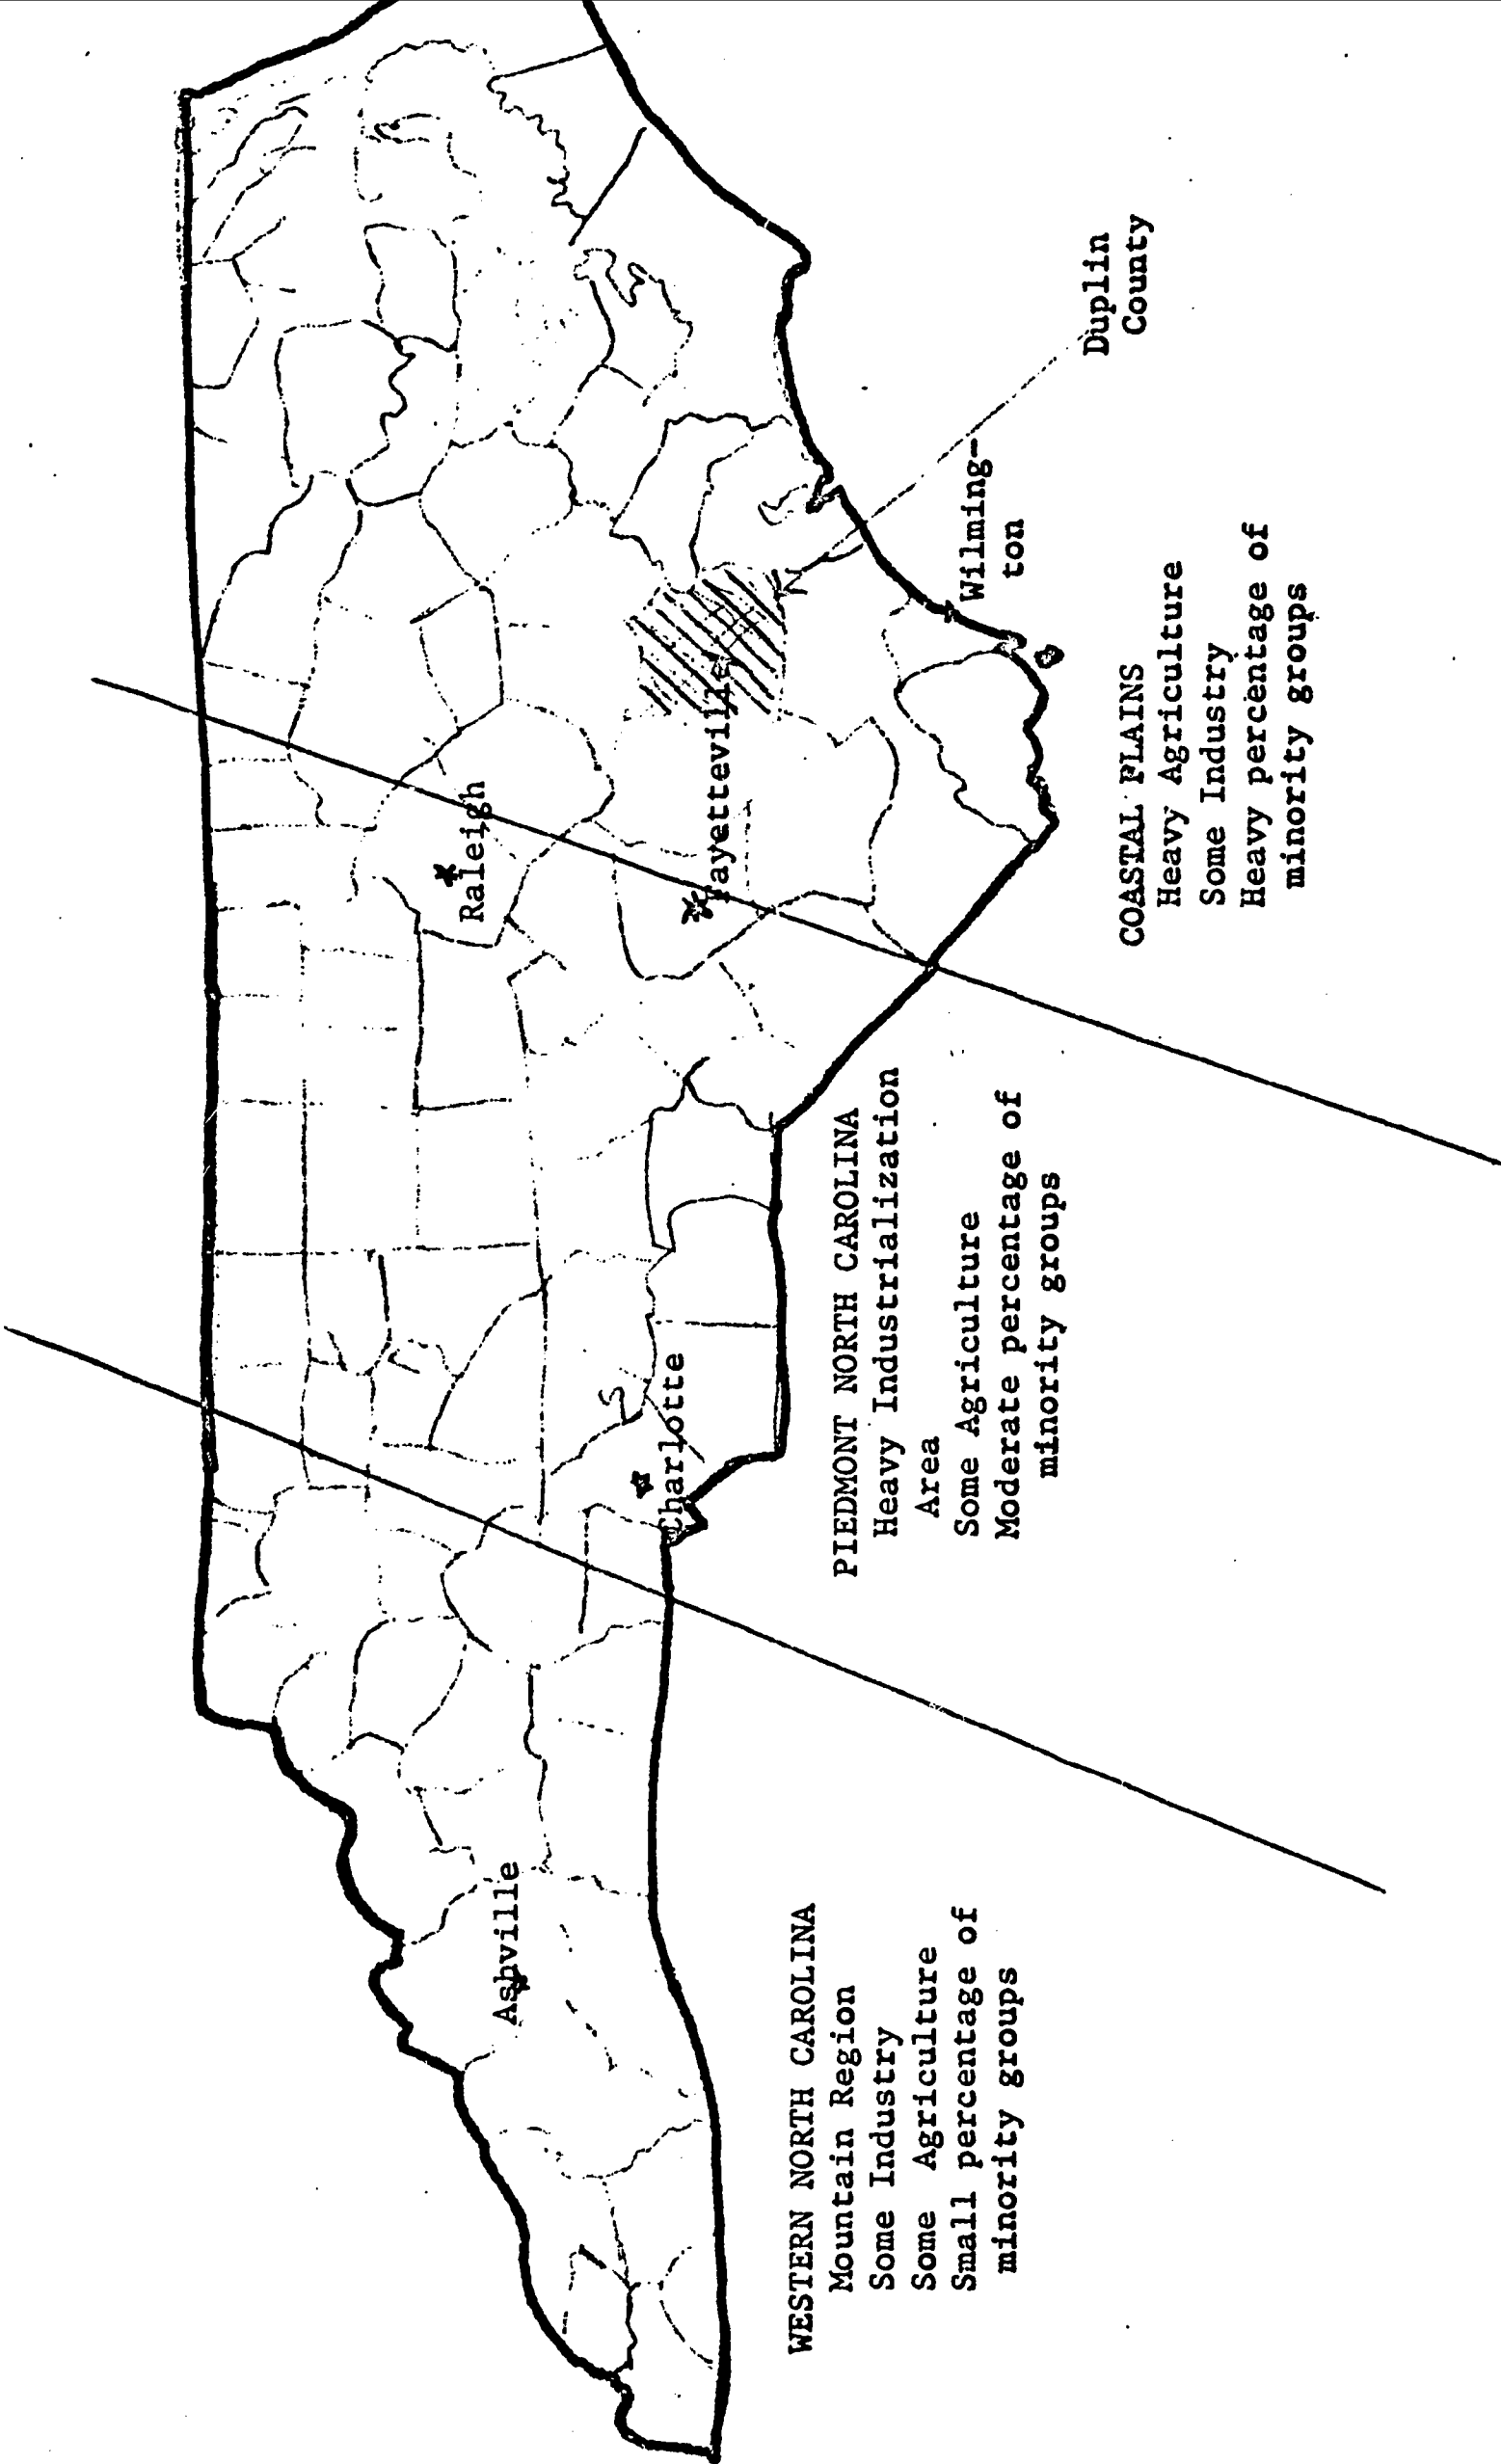 Ashville
Charlotte
Raleigh
Fayetteville
Wilming-
ton
Duplin
County
WESTERN NORTH CAROLINA
Mountain Region
Some Industry
Some Agriculture
Small percentage of
minority groups
PIEDMONT NORTH CAROLINA
Heavy Industrialization
Area
Some Agriculture
Moderate percentage of
minority groups
COASTAL PLAINS
Heavy Agriculture
Some Industry
Heavy percentage of
minority groups